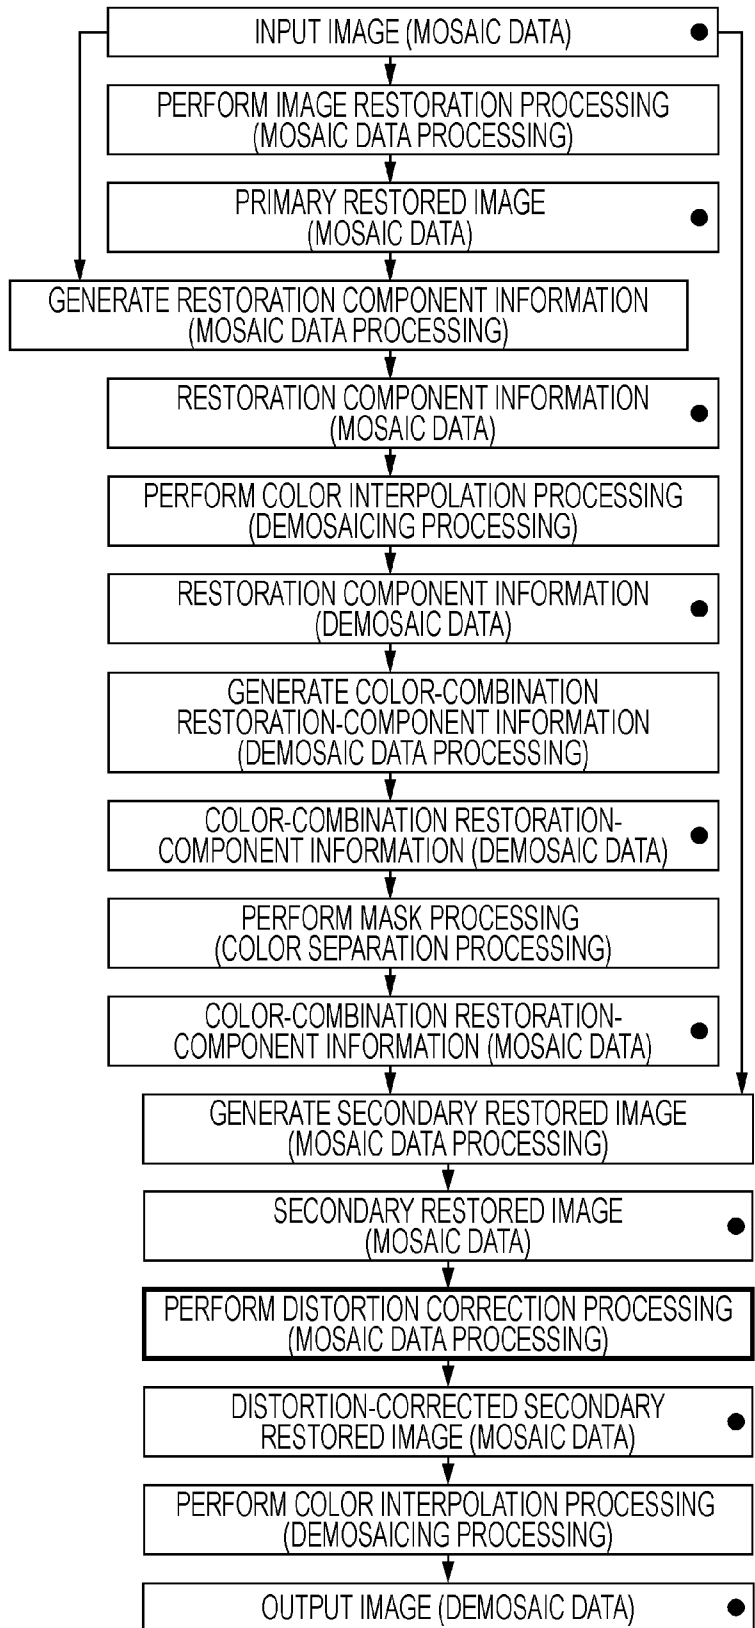 INPUT IMAGE (MOSAIC DATA)
PERFORM IMAGE RESTORATION PROCESSING
(MOSAIC DATA PROCESSING)
PRIMARY RESTORED IMAGE
(MOSAIC DATA)
GENERATE RESTORATION COMPONENT INFORMATION
(MOSAIC DATA PROCESSING)
RESTORATION COMPONENT INFORMATION
(MOSAIC DATA)
PERFORM COLOR INTERPOLATION PROCESSING
(DEMOSAICING PROCESSING)
RESTORATION COMPONENT INFORMATION
(DEMOSAIC DATA)
GENERATE COLOR-COMBINATION
RESTORATION-COMPONENT INFORMATION
(DEMOSAIC DATA PROCESSING)
COLOR-COMBINATION RESTORATION-
COMPONENT INFORMATION (DEMOSAIC DATA)
PERFORM MASK PROCESSING
(COLOR SEPARATION PROCESSING)
COLOR-COMBINATION RESTORATION-
COMPONENT INFORMATION (MOSAIC DATA)
GENERATE SECONDARY RESTORED IMAGE
(MOSAIC DATA PROCESSING)
SECONDARY RESTORED IMAGE
(MOSAIC DATA)
PERFORM DISTORTION CORRECTION PROCESSING
(MOSAIC DATA PROCESSING)
DISTORTION-CORRECTED SECONDARY
RESTORED IMAGE (MOSAIC DATA)
PERFORM COLOR INTERPOLATION PROCESSING
(DEMOSAICING PROCESSING)
OUTPUT IMAGE (DEMOSAIC DATA)